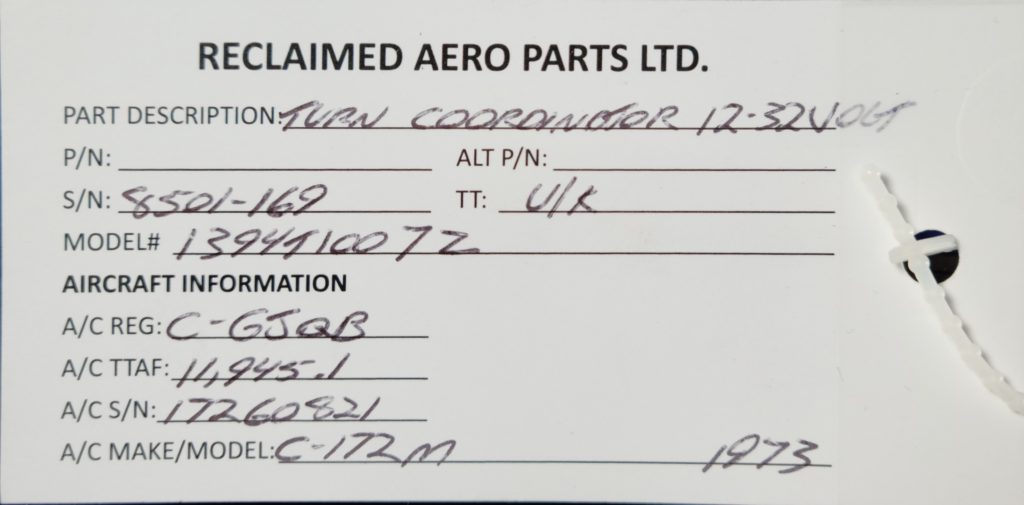 RECLAIMED AERO PARTS LTD.
PART DESCRIPTION: TURN COORDINATOR 12-32VOLT
P/N: ALT P/N:
S/N: 8501-169 TT: U/K
MODEL# 1394T1007Z
AIRCRAFT INFORMATION
A/C REG: C-GJQB
A/C TTAF: 11,945.1
A/C S/N: 17260821
A/C MAKE/MODEL: C-172M 1973